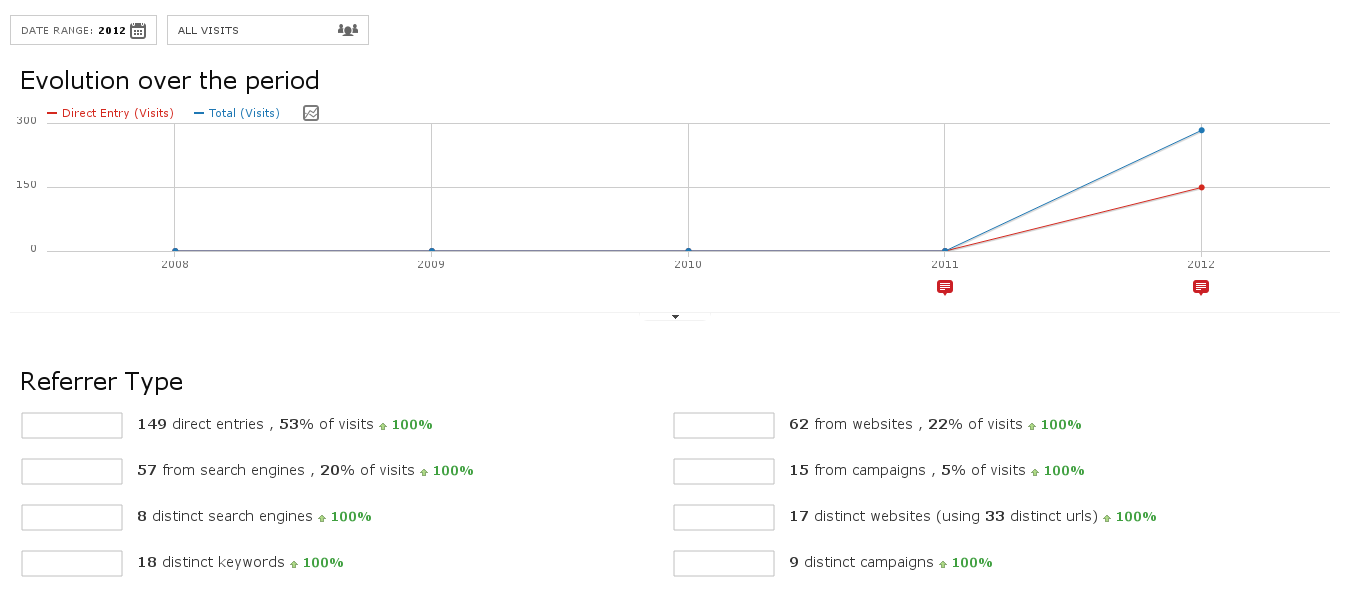 DATE RANGE: 2012
ALL VISITS
Evolution over the period
Direct Entry (Visits) Total (Visits)
300
150
0
2008 2009 2010 2011 2012
Referrer Type
149 direct entries , 53% of visits 100%
62 from websites , 22% of visits 100%
57 from search engines , 20% of visits 100%
15 from campaigns , 5% of visits 100%
8 distinct search engines 100%
17 distinct websites (using 33 distinct urls) 100%
18 distinct keywords 100%
9 distinct campaigns 100%